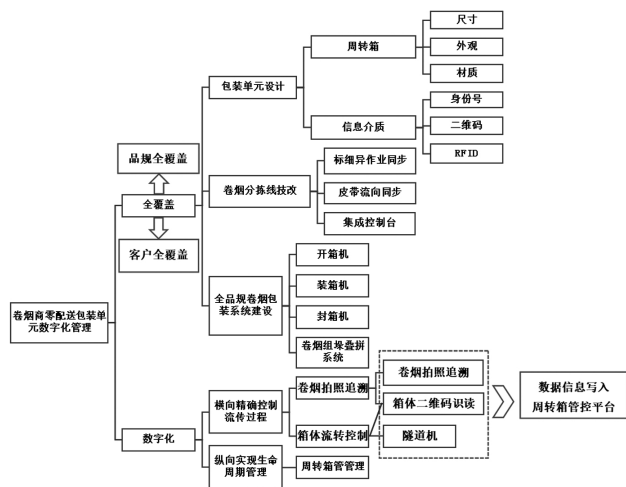 尺寸
周转箱
外观
材质
包装单元设计
身份号
信息介质
二维码
RFID
品规全覆盖
标细异作业同步
全覆盖
卷烟分拣线技改
皮带流向同步
集成控制台
客户全覆盖
开箱机
全品规卷烟包
装系统建设
装箱机
封箱机
卷烟组垛叠拼
系统
卷烟商零配送包装单
元数字化管理
横向精确控制
流传过程
卷烟拍照追溯
卷烟拍照追溯
箱体二维码识读
数据信息写入
周转箱管控平台
数字化
箱体流转控制
隧道机
纵向实现生命
周期管理
周转箱管管理